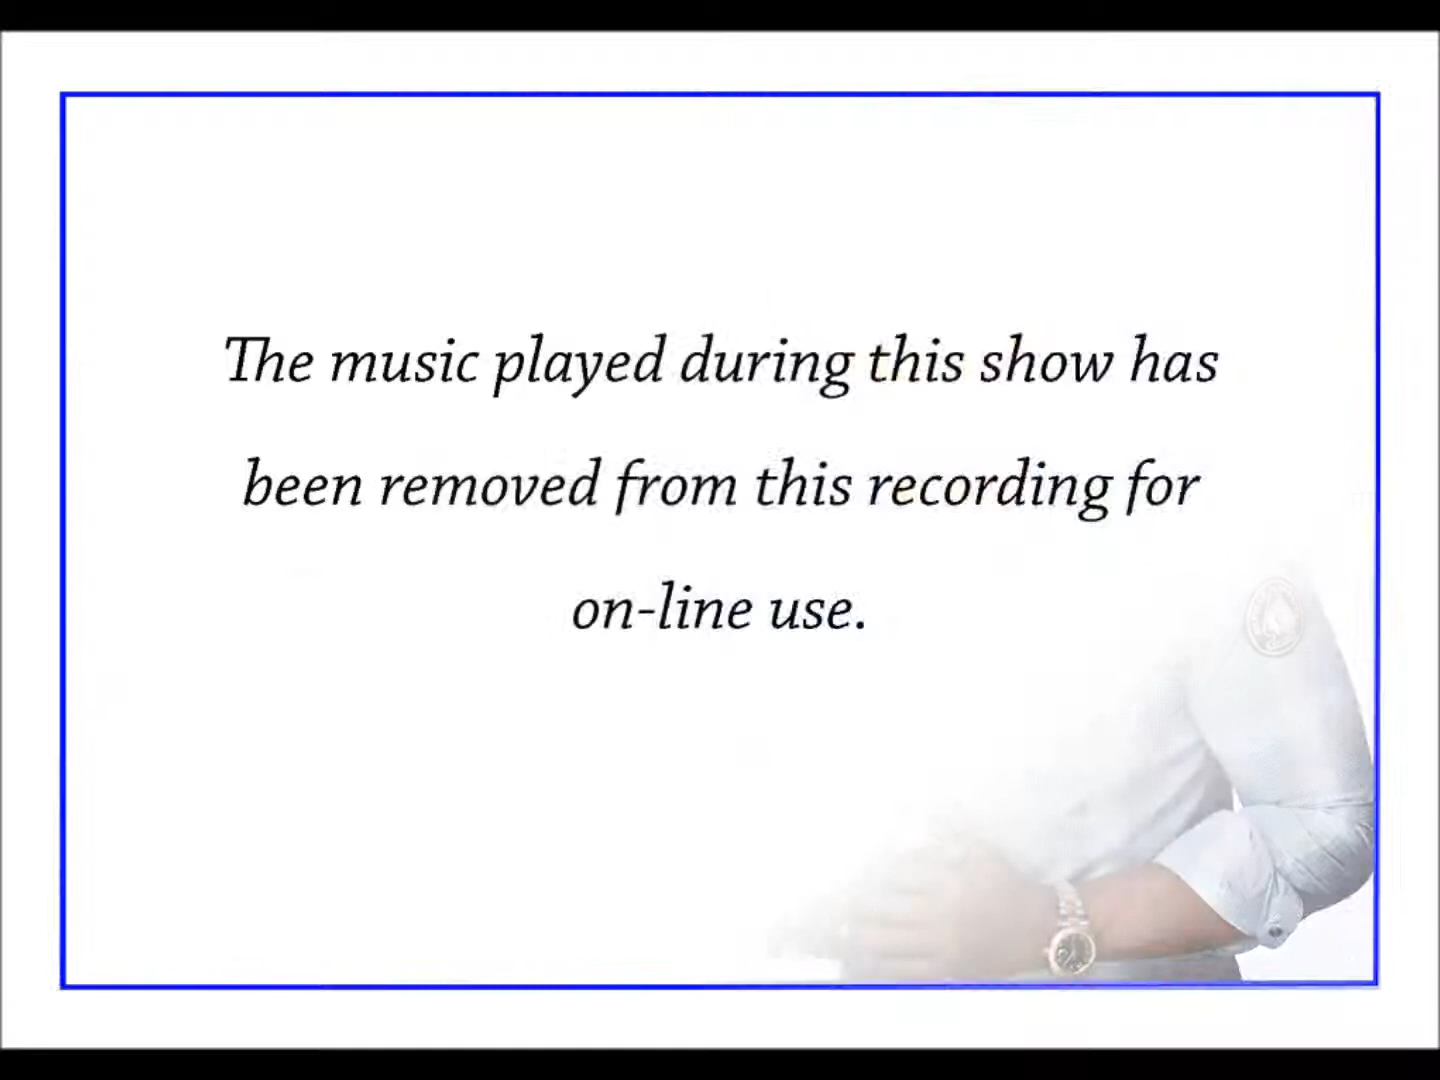 The music played during this show has
been removed from this recording for
on-line use.